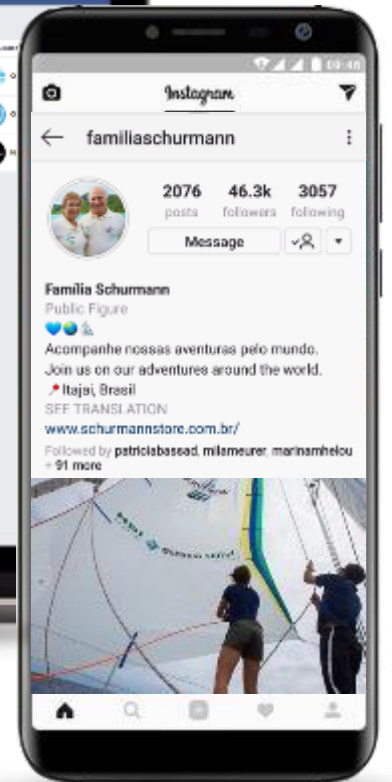 09:46
Instagram
familiaschurmann
2076 46.3k 3057
posts followers following
Message
Família Schurmann
Public Figure
Acompanhe nossas aventuras pelo mundo.
Join us on our adventures around the world.
Itajaí, Brasil
SEE TRANSLATION
www.schurmannstore.com.br/
Followed by patriciabassad, milameurer, marinamhelou
+ 91 more